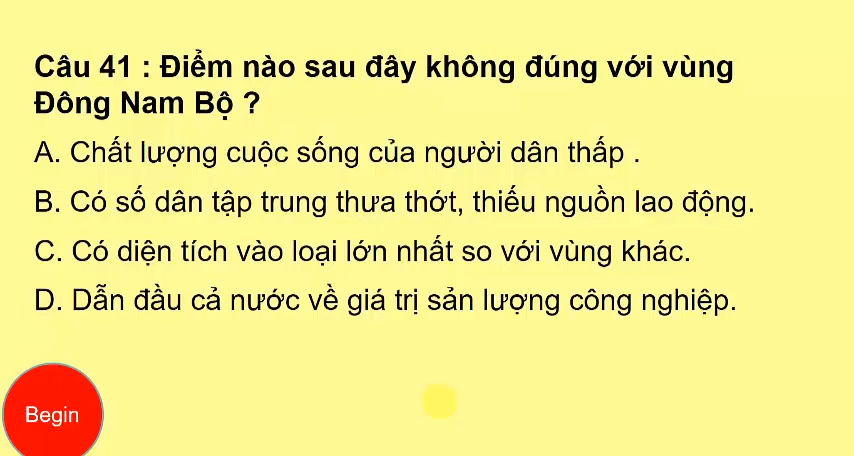 Câu 41 : Điểm nào sau đây không đúng với vùng
Đông Nam Bộ ?
A. Chất lượng cuộc sống của người dân thấp .
B. Có số dân tập trung thưa thớt, thiếu nguồn lao động.
C. Có diện tích vào loại lớn nhất so với vùng khác.
D. Dẫn đầu cả nước về giá trị sản lượng công nghiệp.
Begin